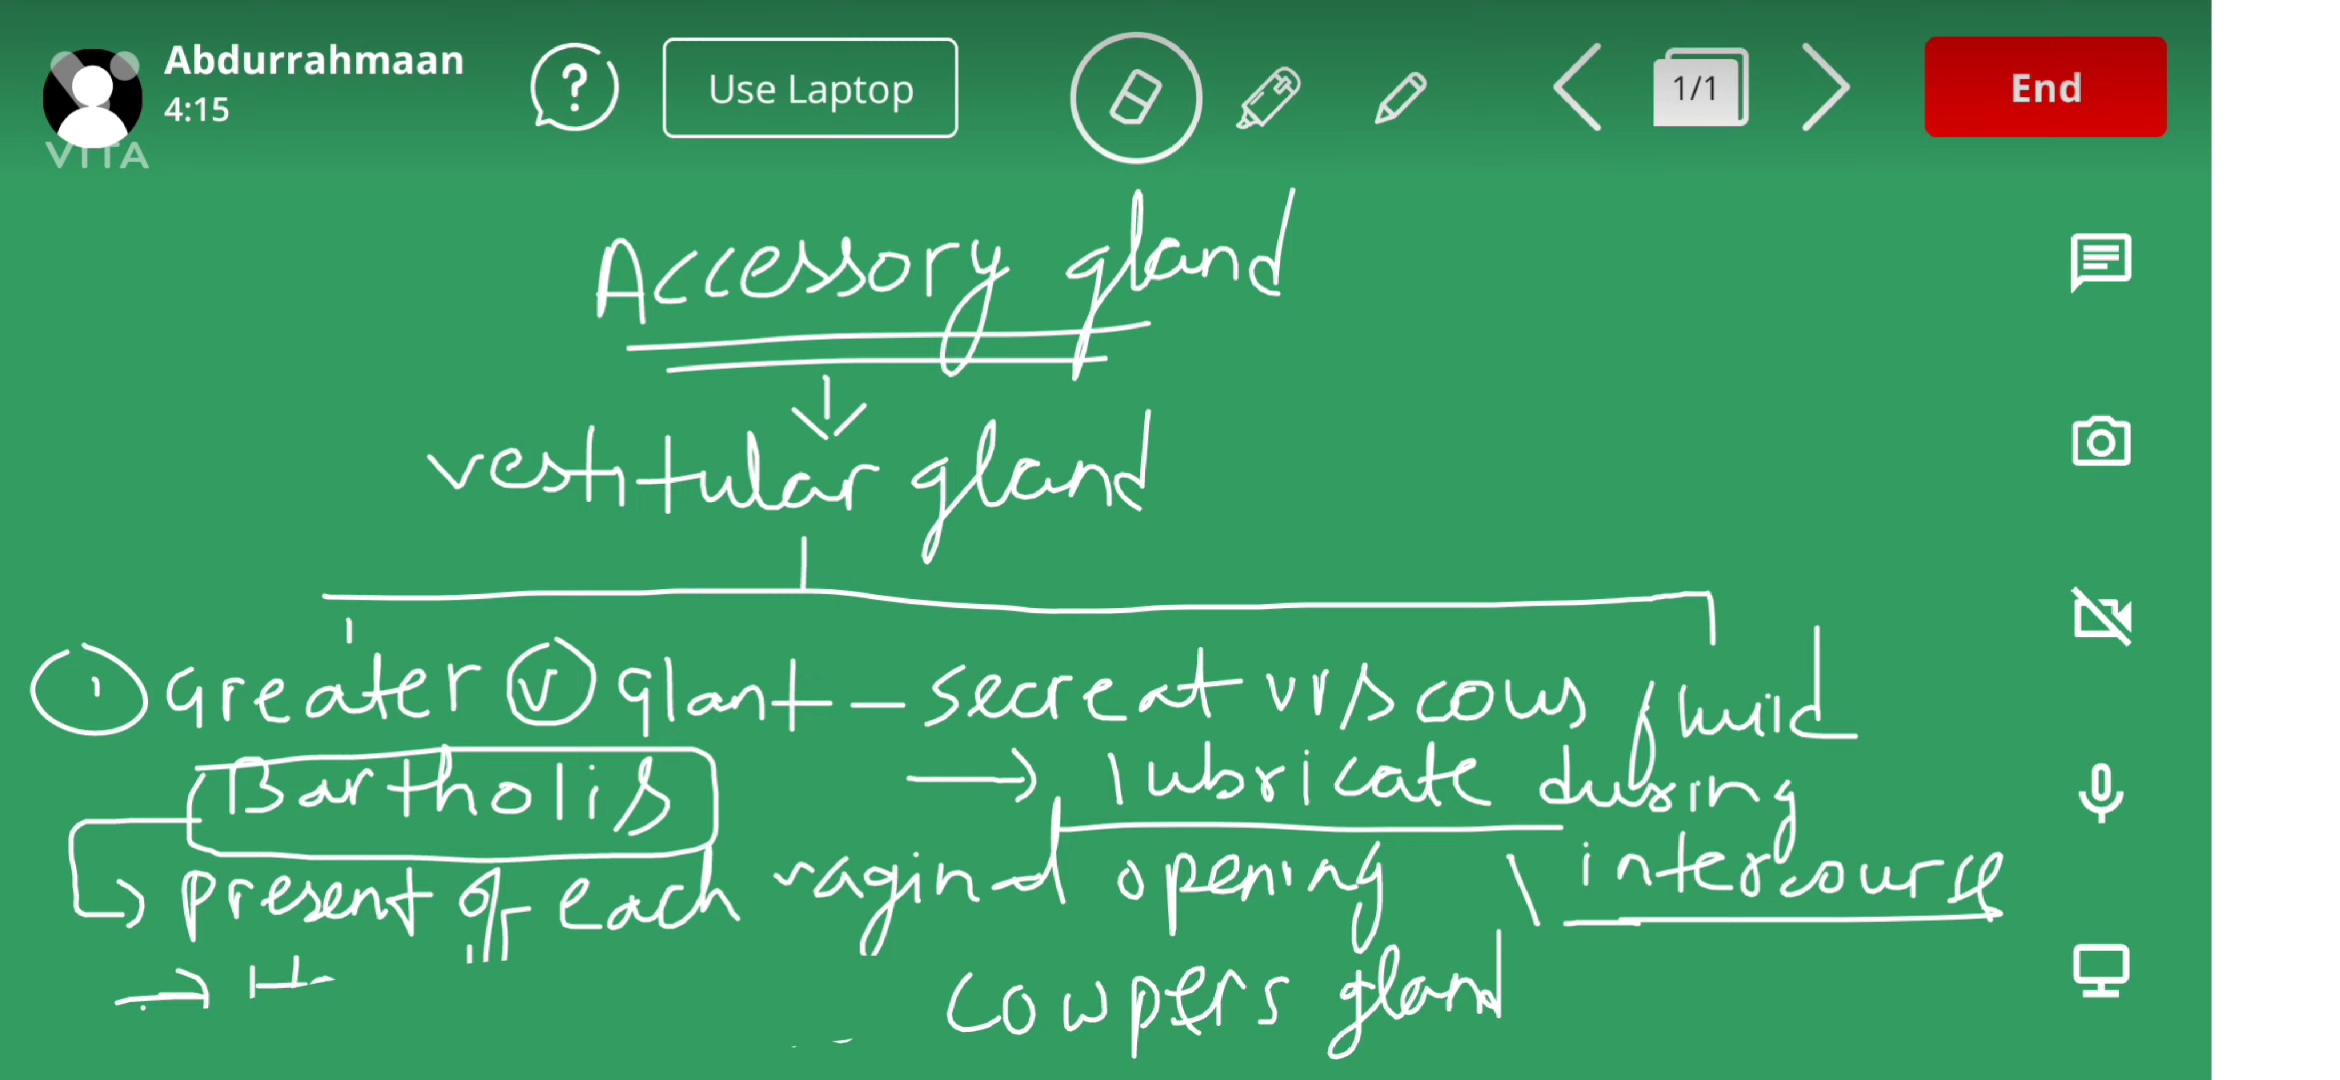 Abdurrahmaan
4:15
VITA
Use Laptop
1/1
End
Accessory gland
vestitular gland
1 Greater V glant - secreat viscous fluid
Bartholis → lubricate during
intercourse
present of each vaginal opening
→
Cowpers gland